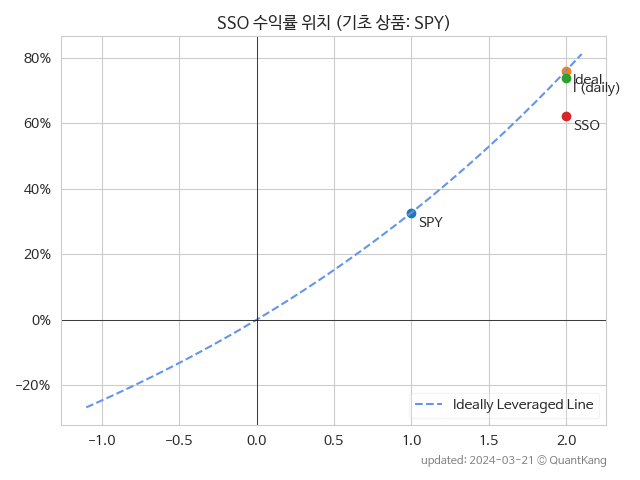 SSO 수익률 위치 (기초 상품: SPY)
80%
60%
40%
20%
0%
−20%
Ideal
I (daily)
SSO
SPY
Ideally Leveraged Line
−1.0 −0.5 0.0 0.5 1.0 1.5 2.0
updated: 2024-03-21 © QuantKang